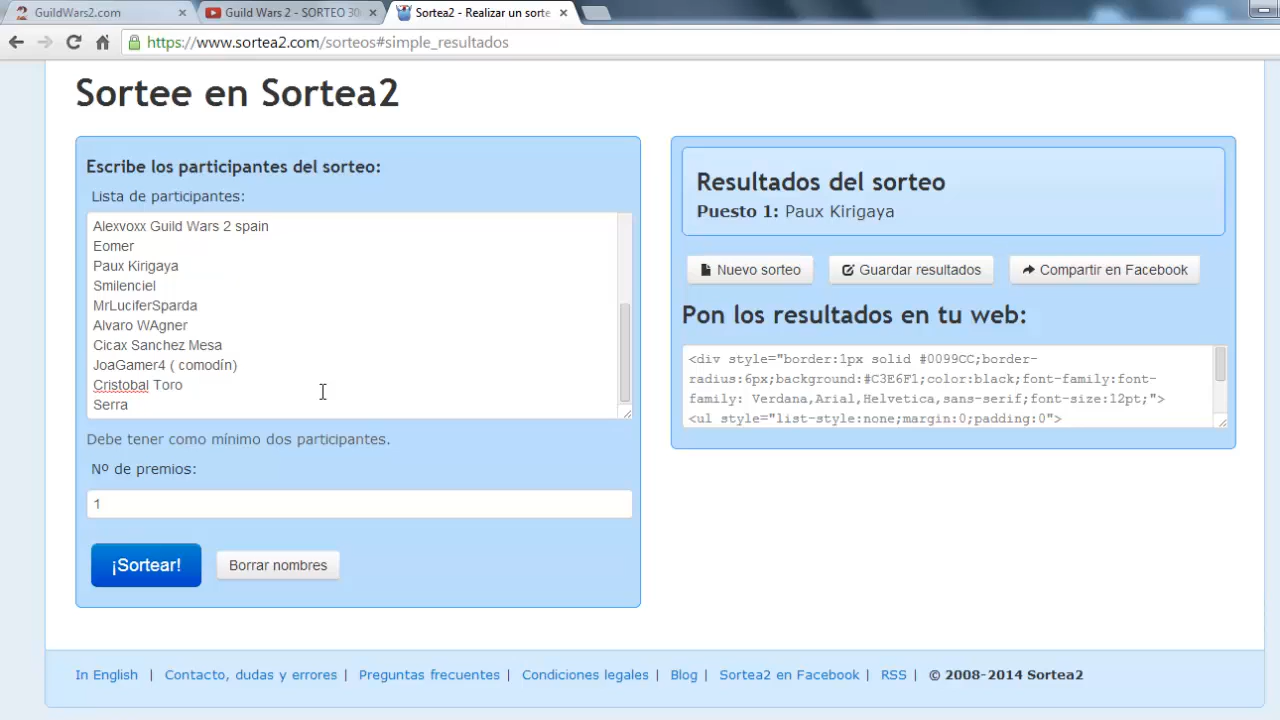 GuildWars2.com
Guild Wars 2 - SORTEO 30
Sortea2 - Realizar un sorte
https://www.sortea2.com/sorteos#simple_resultados
Sortee en Sortea2
Escribe los participantes del sorteo:
Lista de participantes:
Alexvoxx Guild Wars 2 spain
Eomer
Paux Kirigaya
Smilenciel
MrLuciferSparda
Alvaro WAgner
Cicax Sanchez Mesa
JoaGamer4 ( comodín)
Cristobal Toro
Serra
Debe tener como mínimo dos participantes.
Nº de premios:
1
¡Sortear!
Borrar nombres
Resultados del sorteo
Puesto 1: Paux Kirigaya
Nuevo sorteo
Guardar resultados
Compartir en Facebook
Pon los resultados en tu web:
<div style="border:1px solid #0099CC;border-
radius:6px;background:#C3E6F1;color:black;font-family:font-
family: Verdana,Arial,Helvetica,sans-serif;font-size:12pt;">
<ul style="list-style:none;margin:0;padding:0">
In English | Contacto, dudas y errores | Preguntas frecuentes | Condiciones legales | Blog | Sortea2 en Facebook | RSS | © 2008-2014 Sortea2